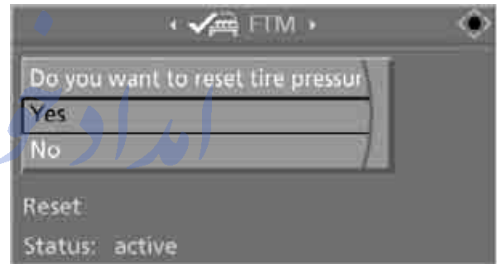 FTM
Do you want to reset tire pressur
Yes
No
Reset
Status: active